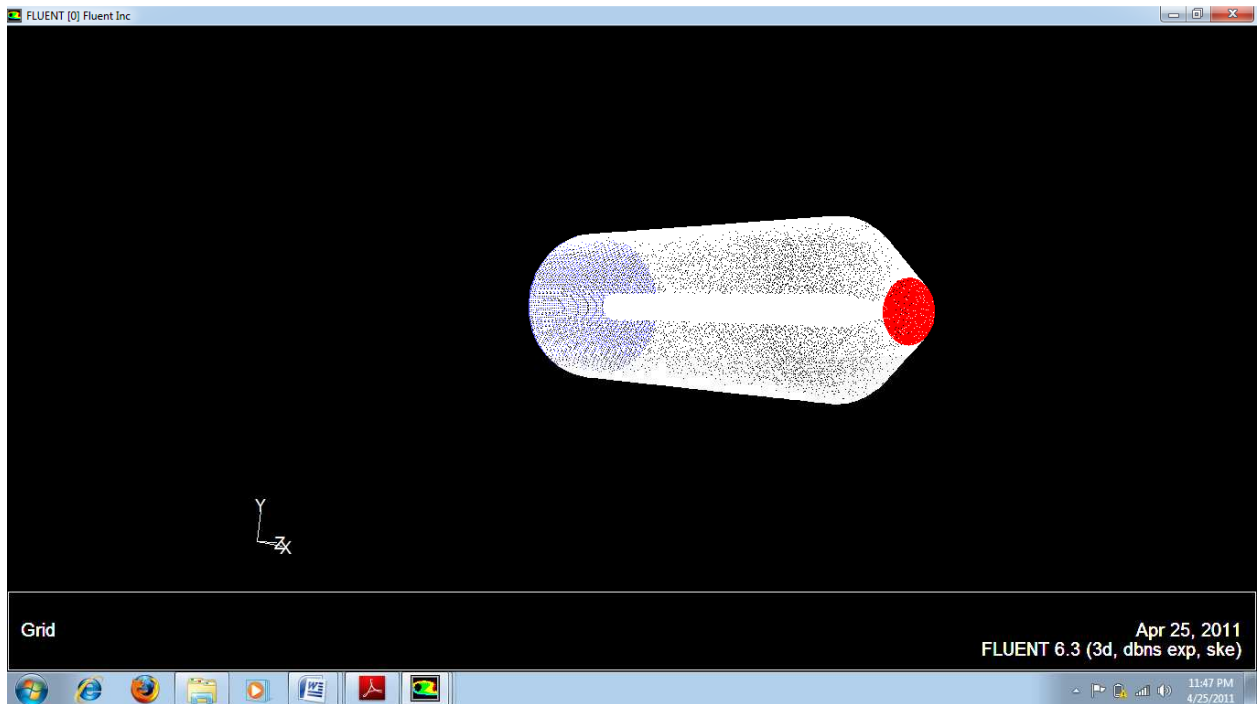 FLUENT [0] Fluent Inc
Y
Z
X
Grid
Apr 25, 2011
FLUENT 6.3 (3d, dbns exp, ske)
11:47 PM
4/25/2011